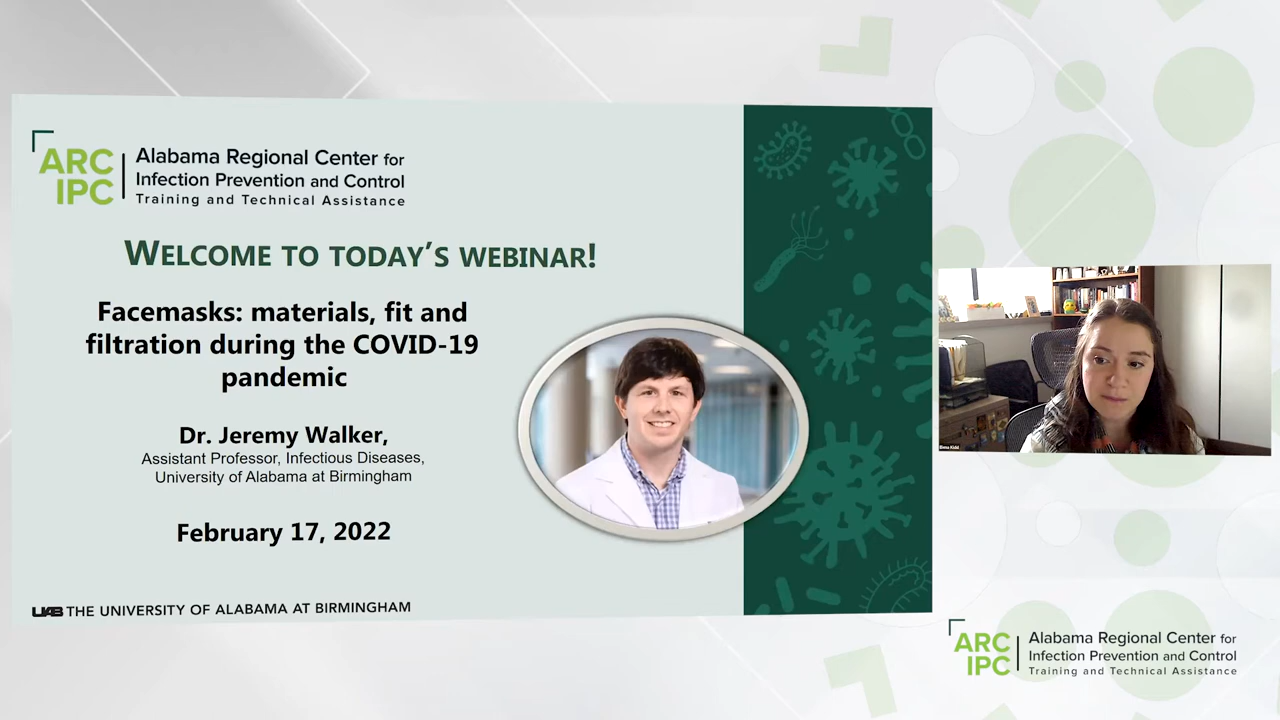 ARC
IPC
Alabama Regional Center for
Infection Prevention and Control
Training and Technical Assistance
WELCOME TO TODAY'S WEBINAR!
Facemasks: materials, fit and
filtration during the COVID-19
pandemic
Dr. Jeremy Walker,
Assistant Professor, Infectious Diseases,
University of Alabama at Birmingham
February 17, 2022
UAB THE UNIVERSITY OF ALABAMA AT BIRMINGHAM
Elena Kidd
ARC
IPC
Alabama Regional Center for
Infection Prevention and Control
Training and Technical Assistance